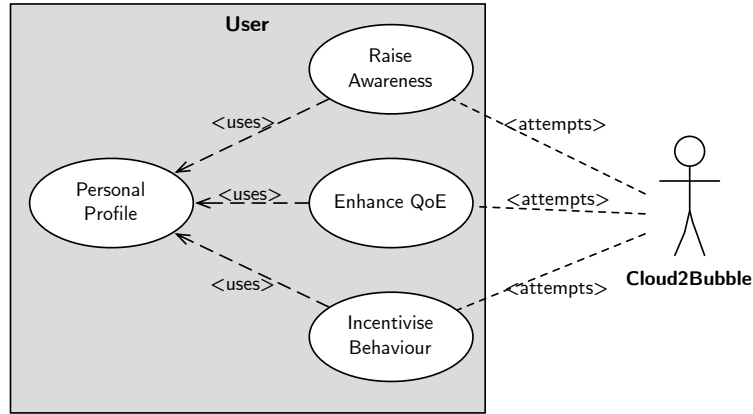 User
Raise
Awareness
<uses>
<attempts>
Personal
Profile
<uses>
Enhance QoE
<attempts>
Cloud2Bubble
<uses>
<attempts>
Incentivise
Behaviour